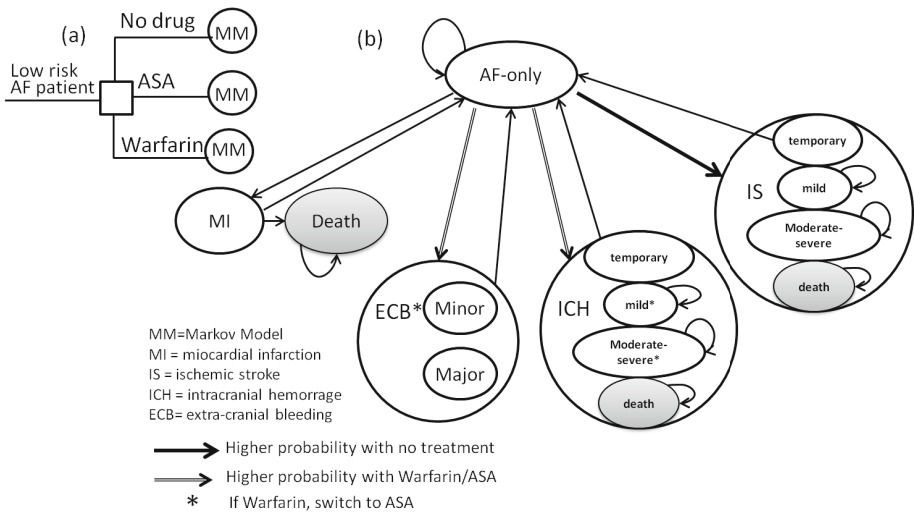 (a)
No drug
MM
Low risk
AF patient
ASA
MM
Warfarin
MM
(b)
AF-only
MI
Death
ECB*
Minor
Major
ICH
temporary
mild*
Moderate-
severe*
death
IS
temporary
mild
Moderate-
severe
death
MM=Markov Model
MI = miocardial infarction
IS = ischemic stroke
ICH = intracranial hemorrage
ECB= extra-cranial bleeding
Higher probability with no treatment
Higher probability with Warfarin/ASA
* If Warfarin, switch to ASA